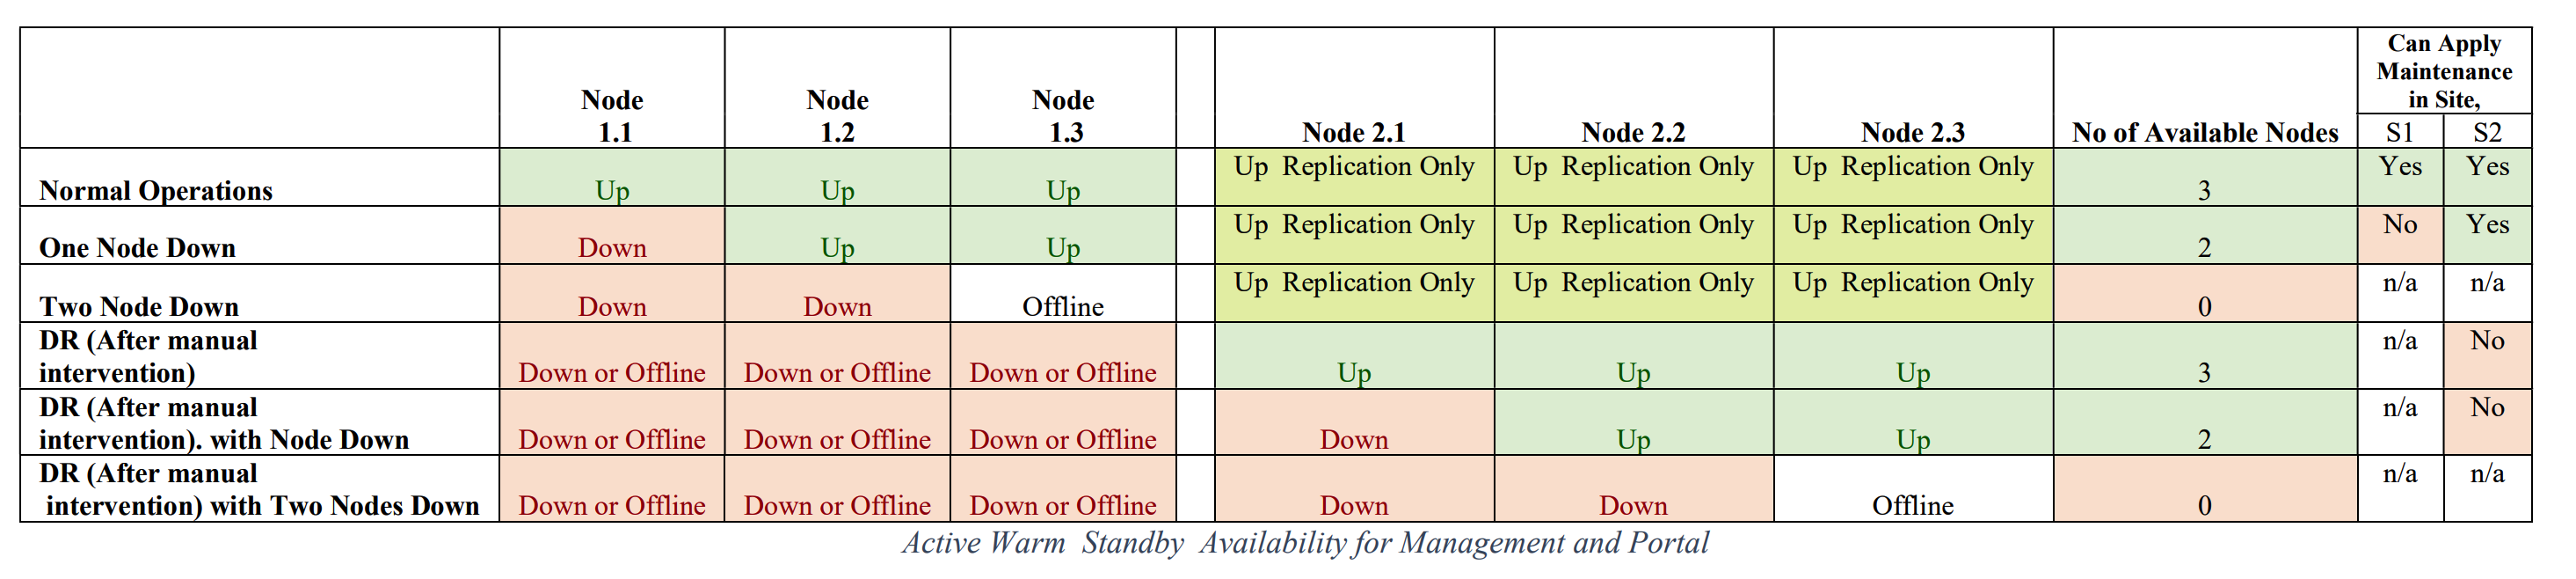 Can Apply
Maintenance
in Site,
Node 1.1 Node 1.2 Node 1.3 Node 2.1 Node 2.2 Node 2.3 No of Available Nodes S1 S2
Normal Operations Up Up Up Up Replication Only Up Replication Only Up Replication Only 3 Yes Yes
One Node Down Down Up Up Up Replication Only Up Replication Only Up Replication Only 2 No Yes
Two Node Down Down Down Offline Up Replication Only Up Replication Only Up Replication Only 0 n/a n/a
DR (After manual
intervention) Down or Offline Down or Offline Down or Offline Up Up Up 3 n/a No
DR (After manual
intervention). with Node Down Down or Offline Down or Offline Down or Offline Down Up Up 2 n/a No
DR (After manual
intervention) with Two Nodes Down Down or Offline Down or Offline Down or Offline Down Down Offline 0 n/a n/a
Active Warm Standby Availability for Management and Portal